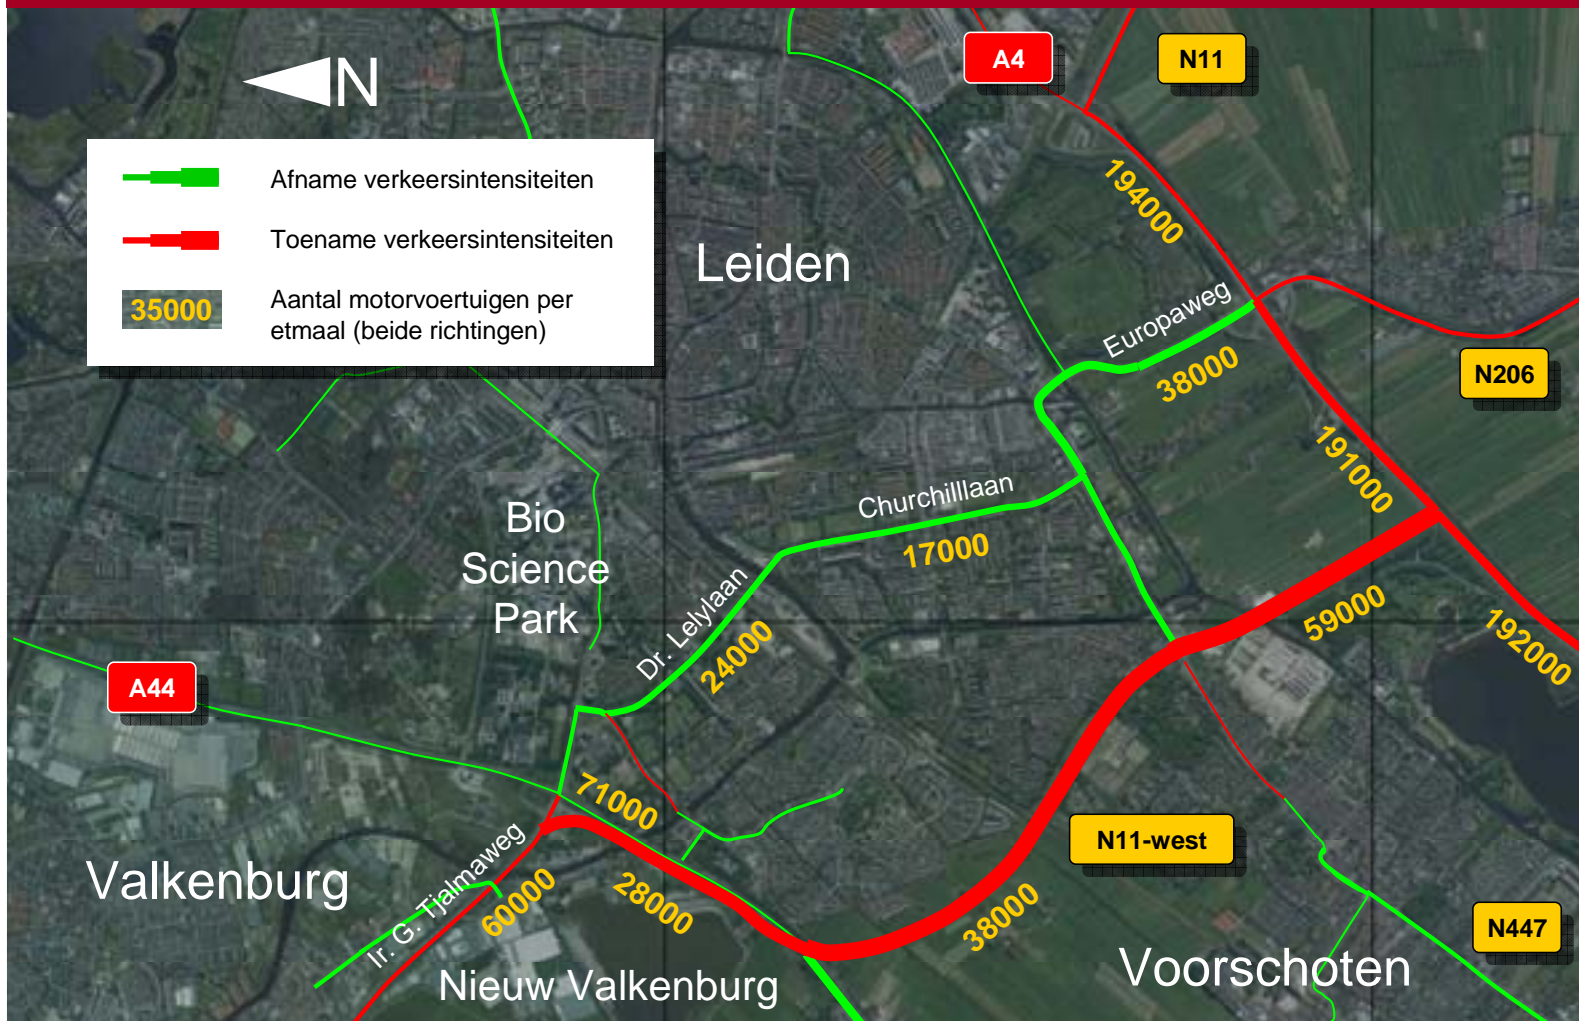 N
A4
N11
Afname verkeersintensiteiten
Toename verkeersintensiteiten
35000
Aantal motorvoertuigen per
etmaal (beide richtingen)
194000
Leiden
Europaweg
38000
N206
191000
Churchilllaan
17000
Bio
Science
Park
Dr. Lelylaan
24000
59000
192000
A44
71000
N11-west
Valkenburg
Ir. G. Tjalmaweg
60000
28000
38000
N447
Voorschoten
Nieuw Valkenburg